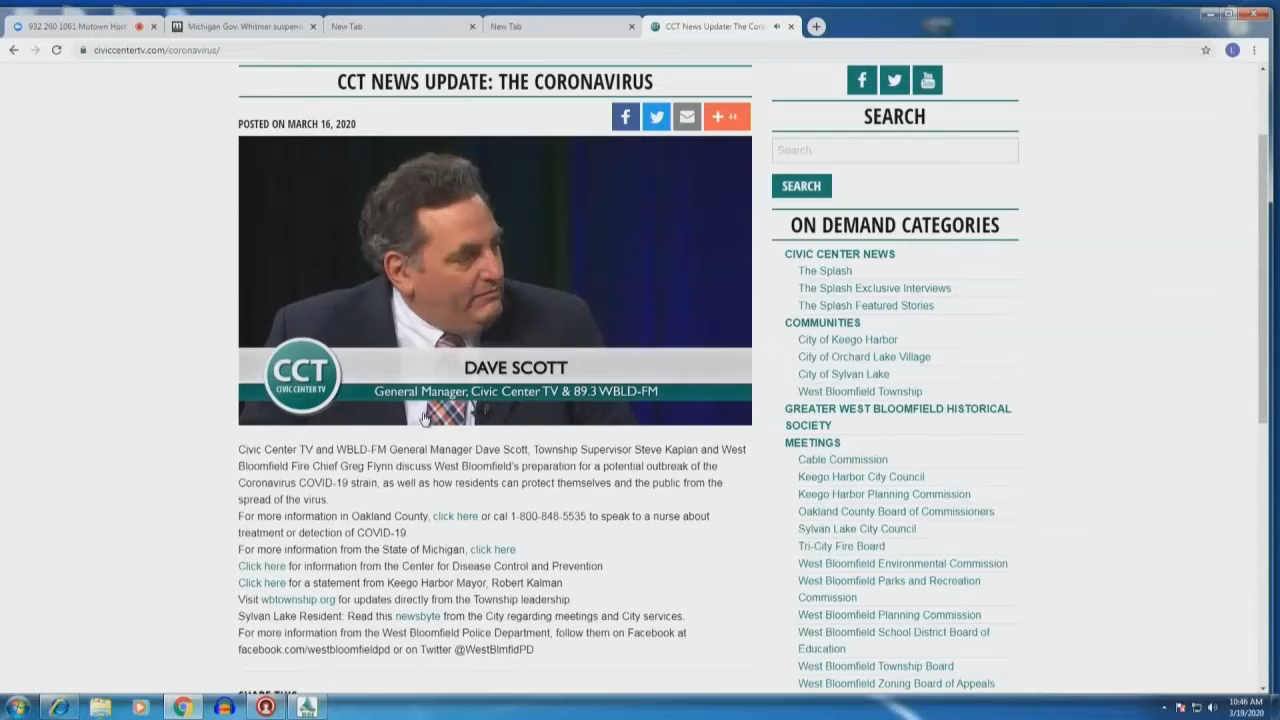 932 260 1061 Motown Host
Michigan Gov. Whitmer suspend
New Tab
New Tab
CCT News Update: The Coro
civiccentertv.com/coronavirus/
CCT NEWS UPDATE: THE CORONAVIRUS
POSTED ON MARCH 16, 2020
44
CCT
CIVIC CENTER TV
DAVE SCOTT
General Manager, Civic Center TV & 89.3 WBLD-FM
Civic Center TV and WBLD-FM General Manager Dave Scott, Township Supervisor Steve Kaplan and West
Bloomfield Fire Chief Greg Flynn discuss West Bloomfield's preparation for a potential outbreak of the
Coronavirus COVID-19 strain, as well as how residents can protect themselves and the public from the
spread of the virus.
For more information in Oakland County, click here or cal 1-800-848-5535 to speak to a nurse about
treatment or detection of COVID-19.
For more information from the State of Michigan, click here
Click here for information from the Center for Disease Control and Prevention
Click here for a statement from Keego Harbor Mayor, Robert Kalman
Visit wbtownship.org for updates directly from the Township leadership
Sylvan Lake Resident: Read this newsbyte from the City regarding meetings and City services.
For more information from the West Bloomfield Police Department, follow them on Facebook at
facebook.com/westbloomfieldpd or on Twitter @WestBlmfldPD
SHARE THIS
You Tube
SEARCH
Search
SEARCH
ON DEMAND CATEGORIES
CIVIC CENTER NEWS
The Splash
The Splash Exclusive Interviews
The Splash Featured Stories
COMMUNITIES
City of Keego Harbor
City of Orchard Lake Village
City of Sylvan Lake
West Bloomfield Township
GREATER WEST BLOOMFIELD HISTORICAL
SOCIETY
MEETINGS
Cable Commission
Keego Harbor City Council
Keego Harbor Planning Commission
Oakland County Board of Commissioners
Sylvan Lake City Council
Tri-City Fire Board
West Bloomfield Environmental Commission
West Bloomfield Parks and Recreation
Commission
West Bloomfield Planning Commission
West Bloomfield School District Board of
Education
West Bloomfield Township Board
West Bloomfield Zoning Board of Appeals
10:46 AM
3/19/2020